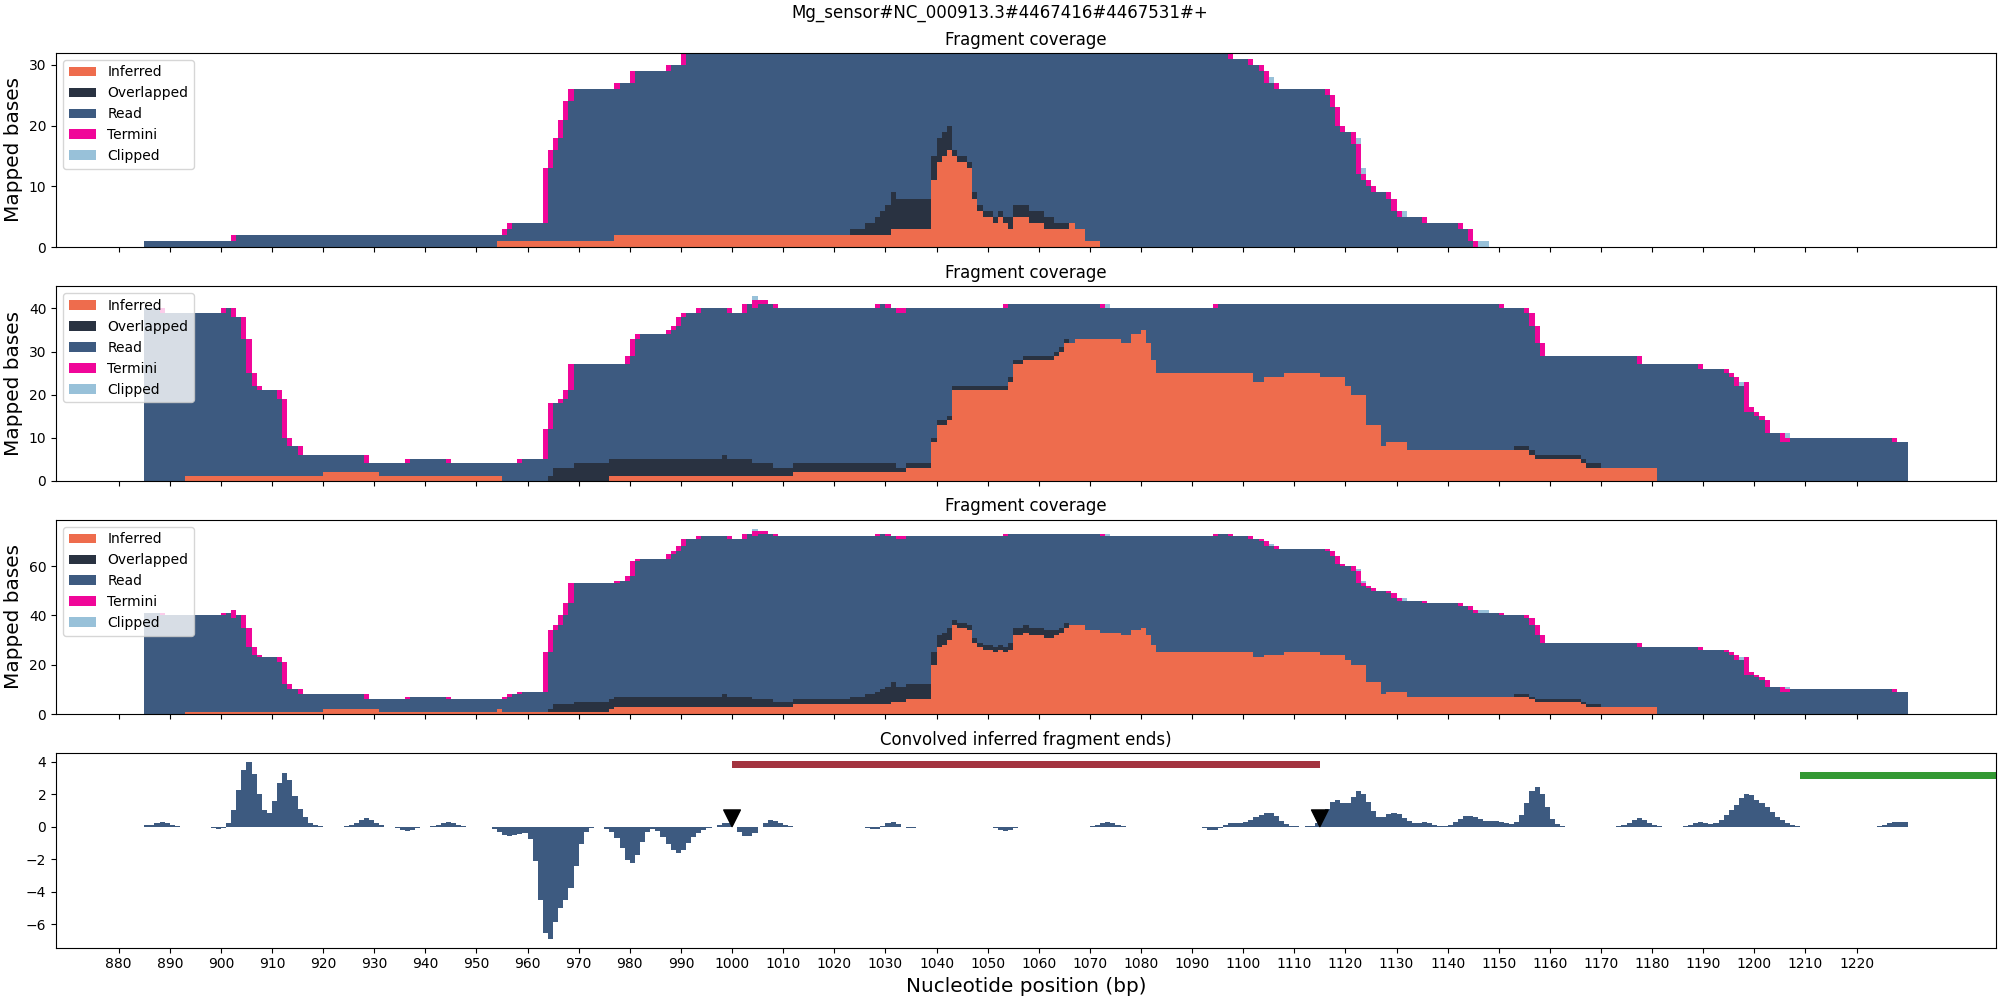 Mg_sensor#NC_000913.3#4467416#4467531#+
Fragment coverage
Mapped bases
30
20
10
0
Inferred
Overlapped
Read
Termini
Clipped
Fragment coverage
Mapped bases
40
30
20
10
0
Inferred
Overlapped
Read
Termini
Clipped
Fragment coverage
Mapped bases
60
40
20
0
Inferred
Overlapped
Read
Termini
Clipped
Convolved inferred fragment ends)
4
2
0
−2
−4
−6
880 890 900 910 920 930 940 950 960 970 980 990 1000 1010 1020 1030 1040 1050 1060 1070 1080 1090 1100 1110 1120 1130 1140 1150 1160 1170 1180 1190 1200 1210 1220
Nucleotide position (bp)